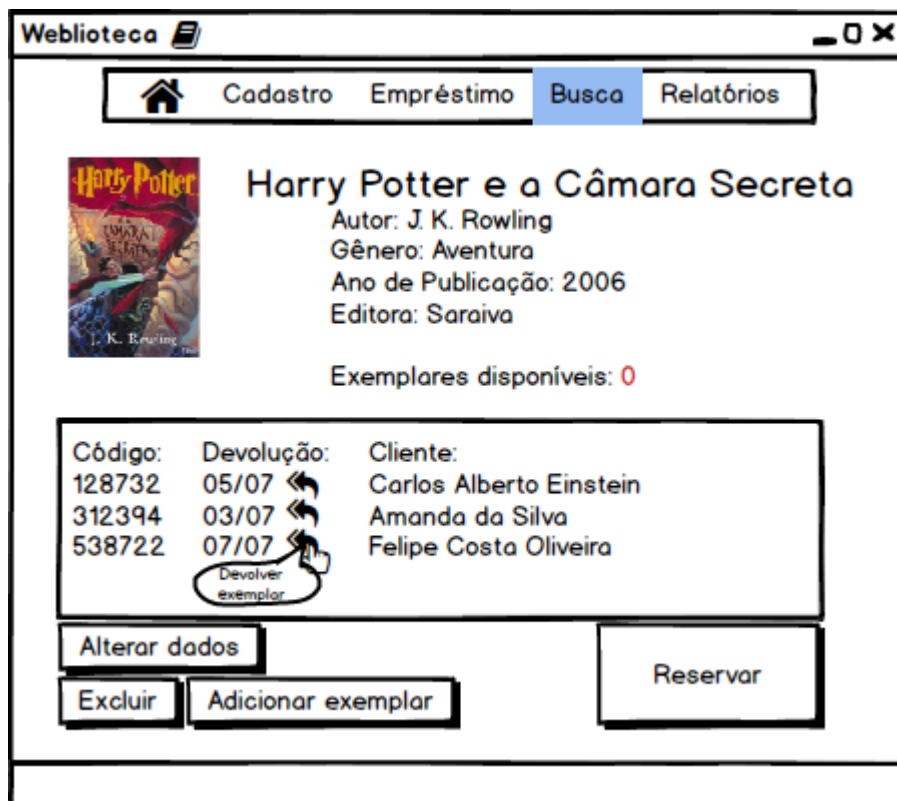 Weblioteca
Cadastro Empréstimo Busca Relatórios
Harry Potter
CÂMARA
SECRETA
J. K. Rowling
Harry Potter e a Câmara Secreta
Autor: J. K. Rowling
Gênero: Aventura
Ano de Publicação: 2006
Editora: Saraiva
Exemplares disponíveis: 0
Código: Devolução: Cliente:
128732 05/07 Carlos Alberto Einstein
312394 03/07 Amanda da Silva
538722 07/07 Felipe Costa Oliveira
Devolver
exemplar
Alterar dados
Excluir Adicionar exemplar
Reservar